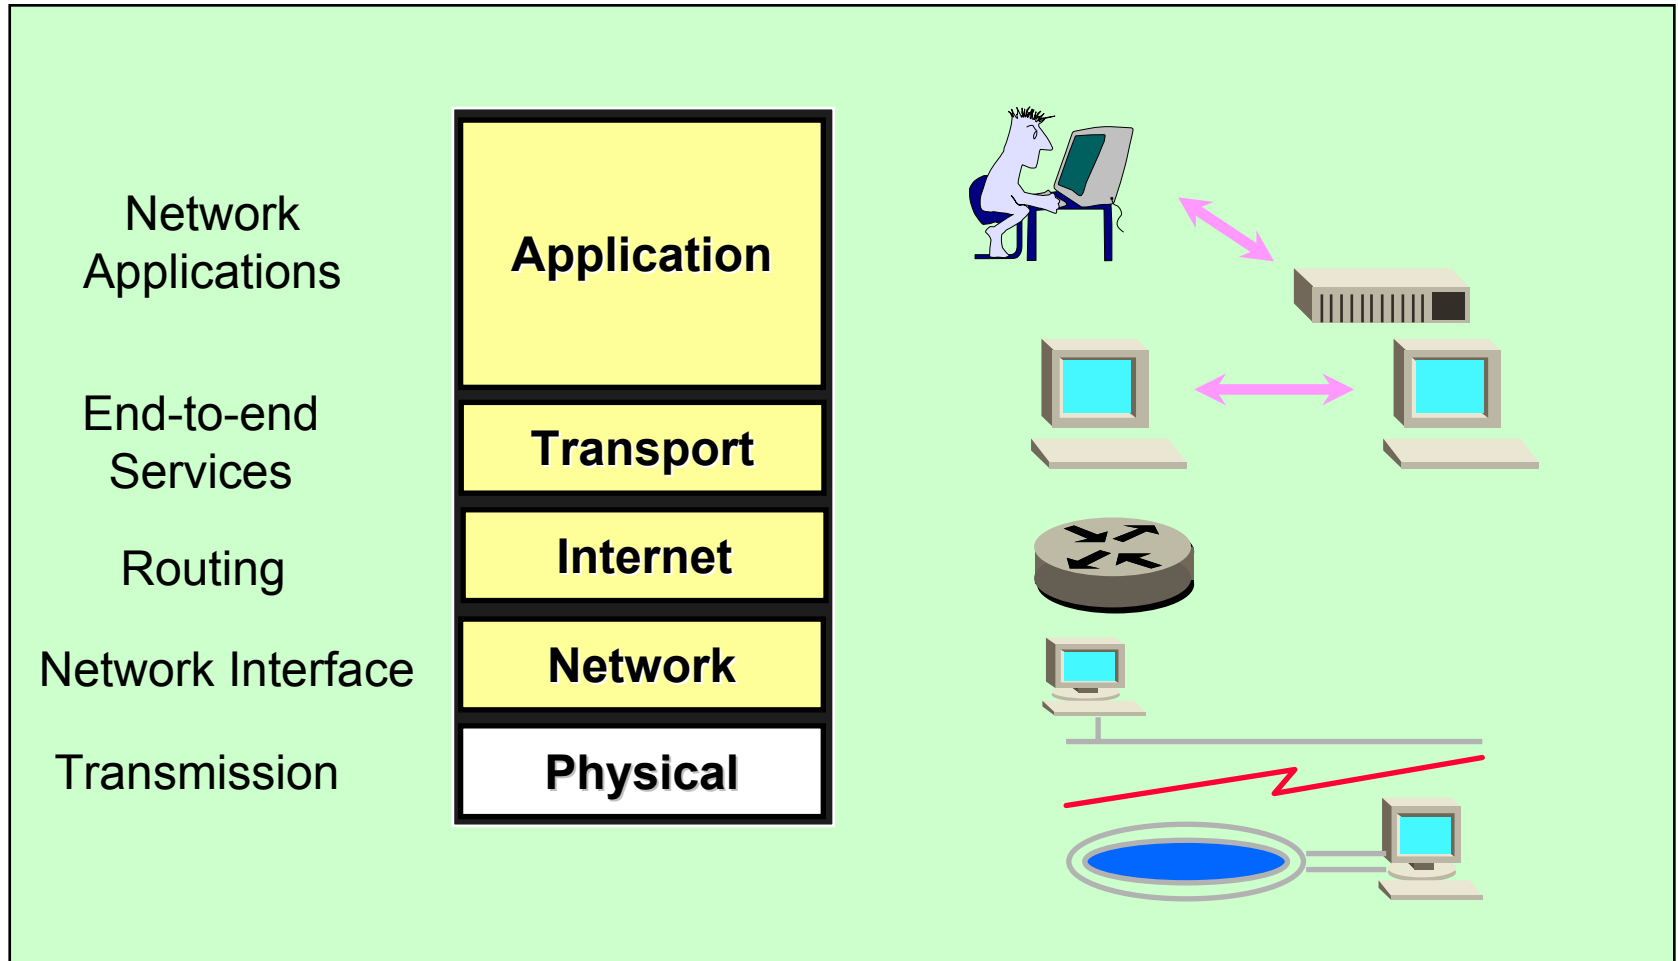 Network
Applications
Application
End-to-end
Services
Transport
Routing
Internet
Network Interface
Network
Transmission
Physical